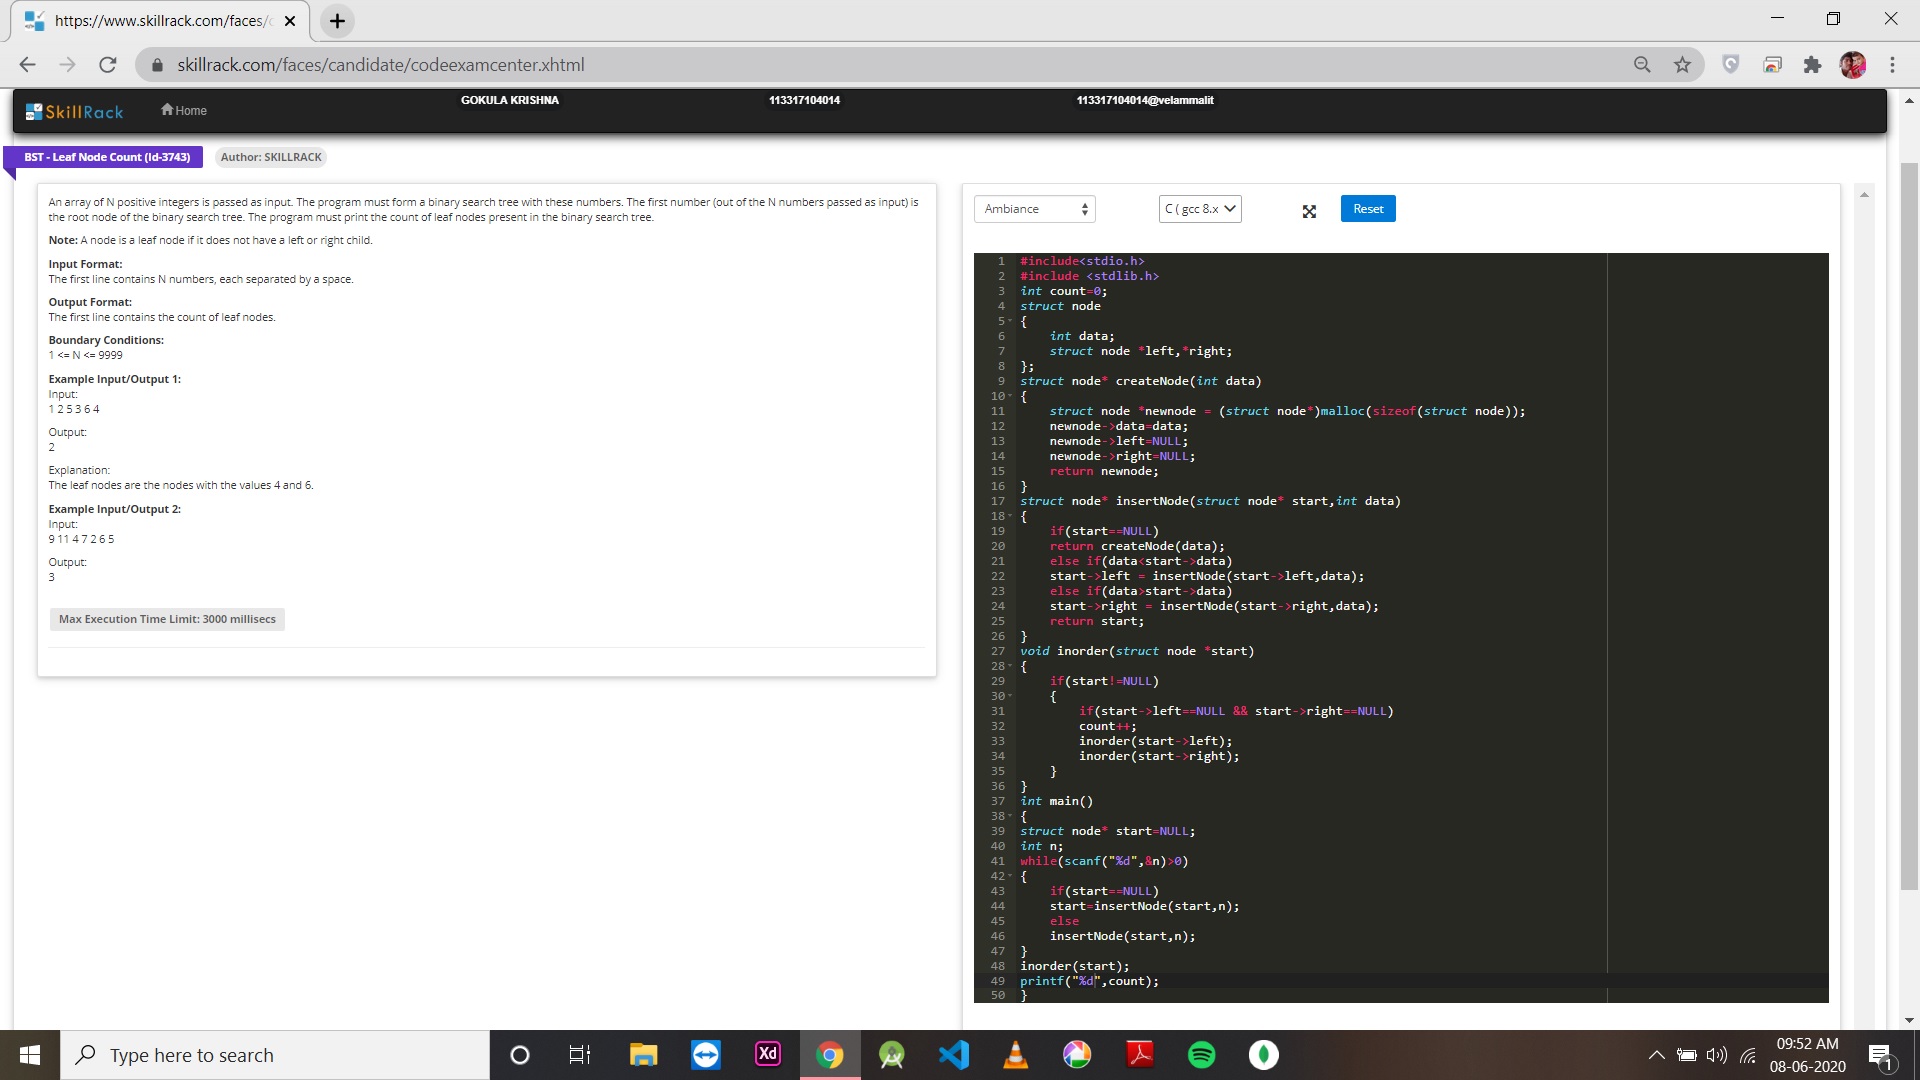 https://www.skillrack.com/faces/c
skillrack.com/faces/candidate/codeexamcenter.xhtml
SkillRack
Home
GOKULA KRISHNA
113317104014
113317104014@velammalit
BST - Leaf Node Count (Id-3743)
Author: SKILLRACK
An array of N positive integers is passed as input. The program must form a binary search tree with these numbers. The first number (out of the N numbers passed as input) is
the root node of the binary search tree. The program must print the count of leaf nodes present in the binary search tree.
Note: A node is a leaf node if it does not have a left or right child.
Input Format:
The first line contains N numbers, each separated by a space.
Output Format:
The first line contains the count of leaf nodes.
Boundary Conditions:
1 <= N <= 9999
Example Input/Output 1:
Input:
1 2 5 3 6 4
Output:
2
Explanation:
The leaf nodes are the nodes with the values 4 and 6.
Example Input/Output 2:
Input:
9 11 4 7 2 6 5
Output:
3
Max Execution Time Limit: 3000 millisecs
Ambiance
C ( gcc 8.x
Reset
1 #include<stdio.h>
2 #include <stdlib.h>
3 int count=0;
4 struct node
5 {
6 int data;
7 struct node *left,*right;
8 };
9 struct node* createNode(int data)
10 {
11 struct node *newnode = (struct node*)malloc(sizeof(struct node));
12 newnode->data=data;
13 newnode->left=NULL;
14 newnode->right=NULL;
15 return newnode;
16 }
17 struct node* insertNode(struct node* start,int data)
18 {
19 if(start==NULL)
20 return createNode(data);
21 else if(data<start->data)
22 start->left = insertNode(start->left,data);
23 else if(data>start->data)
24 start->right = insertNode(start->right,data);
25 return start;
26 }
27 void inorder(struct node *start)
28 {
29 if(start!=NULL)
30 {
31 if(start->left==NULL && start->right==NULL)
32 count++;
33 inorder(start->left);
34 inorder(start->right);
35 }
36 }
37 int main()
38 {
39 struct node* start=NULL;
40 int n;
41 while(scanf("%d",&n)>0)
42 {
43 if(start==NULL)
44 start=insertNode(start,n);
45 else
46 insertNode(start,n);
47 }
48 inorder(start);
49 printf("%d",count);
50 }
Type here to search
Xd
09:52 AM
08-06-2020
1